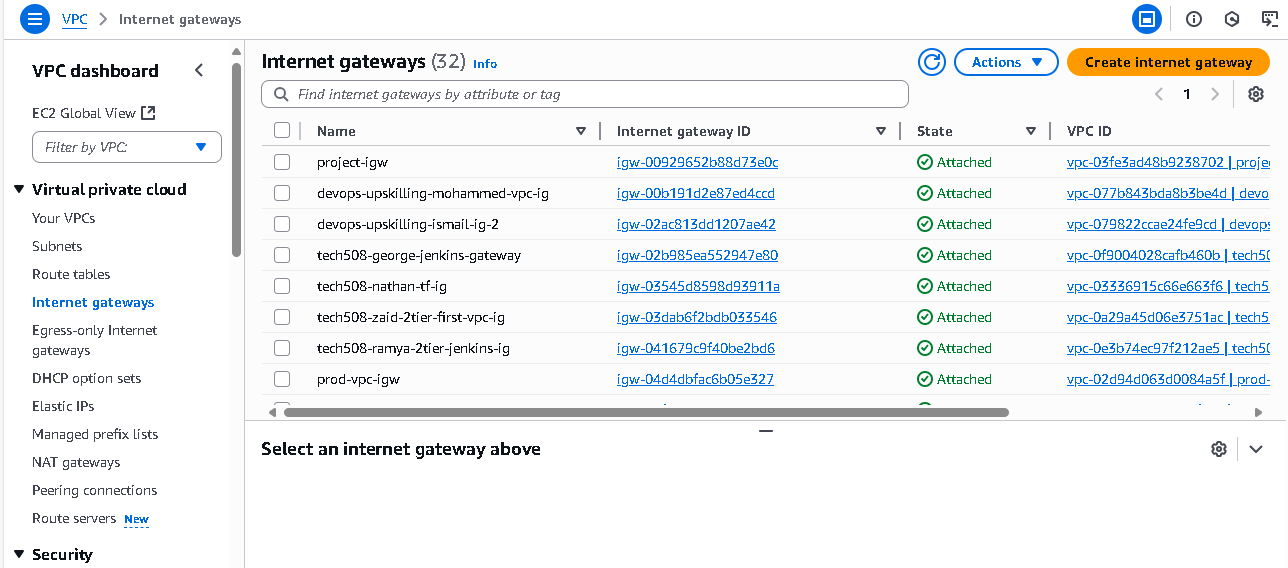 VPC > Internet gateways
VPC dashboard
EC2 Global View
Filter by VPC:
Virtual private cloud
Your VPCs
Subnets
Route tables
Internet gateways
Egress-only Internet
gateways
DHCP option sets
Elastic IPs
Managed prefix lists
NAT gateways
Peering connections
Route servers New
Security
Internet gateways (32) Info
Actions
Create internet gateway
Find internet gateways by attribute or tag
1
Name Internet gateway ID State VPC ID
project-igw igw-00929652b88d73e0c Attached vpc-03fe3ad48b9238702 | projec
devops-upskilling-mohammed-vpc-ig igw-00b191d2e87ed4ccd Attached vpc-077b843bda8b3be4d | devo
devops-upskilling-ismail-ig-2 igw-02ac813dd1207ae42 Attached vpc-079822ccae24fe9cd | devops
tech508-george-jenkins-gateway igw-02b985ea552947e80 Attached vpc-0f9004028cafb460b | tech50
tech508-nathan-tf-ig igw-03545d8598d93911a Attached vpc-03336915c66e663f6 | tech5
tech508-zaid-2tier-first-vpc-ig igw-03dab6f2bdb033546 Attached vpc-0a29a45d06e3751ac | tech5
tech508-ramya-2tier-jenkins-ig igw-041679c9f40be2bd6 Attached vpc-0e3b74ec97f212ae5 | tech50
prod-vpc-igw igw-04d4dbfac6b05e327 Attached vpc-02d94d063d0084a5f | prod-
Select an internet gateway above